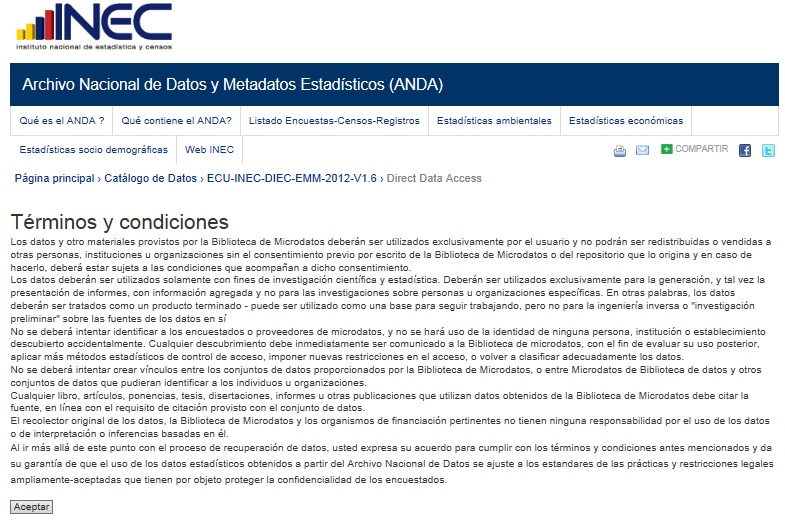 INEC
instituto nacional de estadística y censos
Archivo Nacional de Datos y Metadatos Estadísticos (ANDA)
Qué es el ANDA ? Qué contiene el ANDA? Listado Encuestas-Censos-Registros Estadísticas ambientales Estadísticas económicas
Estadísticas socio demográficas Web INEC COMPARTIR
Página principal › Catálogo de Datos › ECU-INEC-DIEC-EMM-2012-V1.6 › Direct Data Access
Términos y condiciones
Los datos y otro materiales provistos por la Biblioteca de Microdatos deberán ser utilizados exclusivamente por el usuario y no podrán ser redistribuidas o vendidas a
otras personas, instituciones u organizaciones sin el consentimiento previo por escrito de la Biblioteca de Microdatos o del repositorio que lo origina y en caso de
hacerlo, deberá estar sujeta a las condiciones que acompañan a dicho consentimiento.
Los datos deberán ser utilizados solamente con fines de investigación científica y estadística. Deberán ser utilizados exclusivamente para la generación, y tal vez la
presentación de informes, con información agregada y no para las investigaciones sobre personas u organizaciones específicas. En otras palabras, los datos
deberán ser tratados como un producto terminado - puede ser utilizado como una base para seguir trabajando, pero no para la ingeniería inversa o "investigación
preliminar" sobre las fuentes de los datos en sí
No se deberá intentar identificar a los encuestados o proveedores de microdatos, y no se hará uso de la identidad de ninguna persona, institución o establecimiento
descubierto accidentalmente. Cualquier descubrimiento debe inmediatamente ser comunicado a la Biblioteca de microdatos, con el fin de evaluar su uso posterior,
aplicar más métodos estadísticos de control de acceso, imponer nuevas restricciones en el acceso, o volver a clasificar adecuadamente los datos.
No se deberá intentar crear vínculos entre los conjuntos de datos proporcionados por la Biblioteca de Microdatos, o entre Microdatos de Biblioteca de datos y otros
conjuntos de datos que pudieran identificar a los individuos u organizaciones.
Cualquier libro, artículos, ponencias, tesis, disertaciones, informes u otras publicaciones que utilizan datos obtenidos de la Biblioteca de Microdatos debe citar la
fuente, en línea con el requisito de citación provisto con el conjunto de datos.
El recolector original de los datos, la Biblioteca de Microdatos y los organismos de financiación pertinentes no tienen ninguna responsabilidad por el uso de los datos
o de interpretación o inferencias basadas en él.
Al ir más allá de este punto con el proceso de recuperación de datos, usted expresa su acuerdo para cumplir con los términos y condiciones antes mencionados y da
su garantía de que el uso de los datos estadísticos obtenidos a partir del Archivo Nacional de Datos se ajuste a los estandares de las prácticas y restricciones legales
ampliamente-aceptadas que tienen por objeto proteger la confidencialidad de los encuestados.
Aceptar